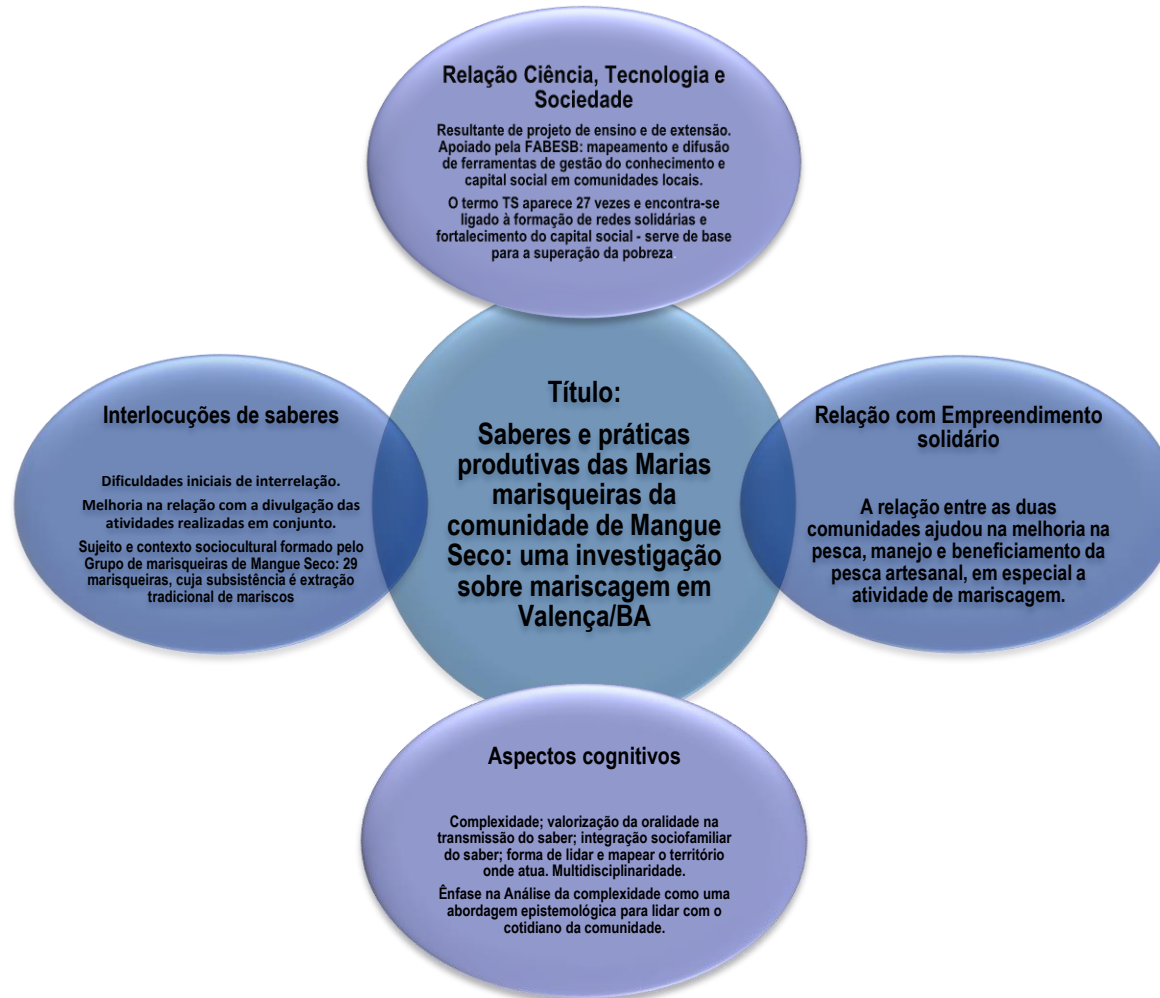 Relação Ciência, Tecnologia e
Sociedade
Resultante de projeto de ensino e de extensão.
Apoiado pela FABESB: mapeamento e difusão
de ferramentas de gestão do conhecimento e
capital social em comunidades locais.
O termo TS aparece 27 vezes e encontra-se
ligado à formação de redes solidárias e
fortalecimento do capital social - serve de base
para a superação da pobreza.
Interlocuções de saberes
Dificuldades iniciais de interrelação.
Melhoria na relação com a divulgação das
atividades realizadas em conjunto.
Sujeito e contexto sociocultural formado pelo
Grupo de marisqueiras de Mangue Seco: 29
marisqueiras, cuja subsistência é extração
tradicional de mariscos
Título:
Saberes e práticas
produtivas das Marias
marisqueiras da
comunidade de Mangue
Seco: uma investigação
sobre mariscagem em
Valença/BA
Relação com Empreendimento
solidário
A relação entre as duas
comunidades ajudou na melhoria na
pesca, manejo e beneficiamento da
pesca artesanal, em especial a
atividade de mariscagem.
Aspectos cognitivos
Complexidade; valorização da oralidade na
transmissão do saber; integração sociofamiliar
do saber; forma de lidar e mapear o território
onde atua. Multidisciplinaridade.
Ênfase na Análise da complexidade como uma
abordagem epistemológica para lidar com o
cotidiano da comunidade.